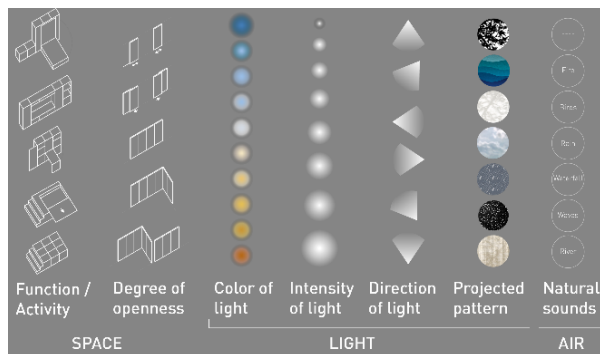 Fire
Birds
Rain
Waterfall
Waves
River
Function / Degree of Color of Intensity Direction Projected Natural
Activity openness light of light of light pattern sounds
SPACE LIGHT AIR